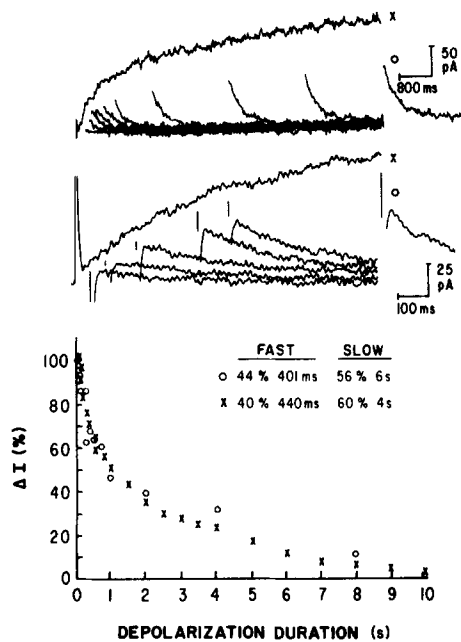 x
50
pA
o
800 ms
x
o
25
pA
100 ms
FAST SLOW
o 44 % 401 ms 56 % 6 s
x 40 % 440 ms 60 % 4 s
Δ I (%)
100
80
60
40
20
0
0 1 2 3 4 5 6 7 8 9 10
DEPOLARIZATION DURATION (s)